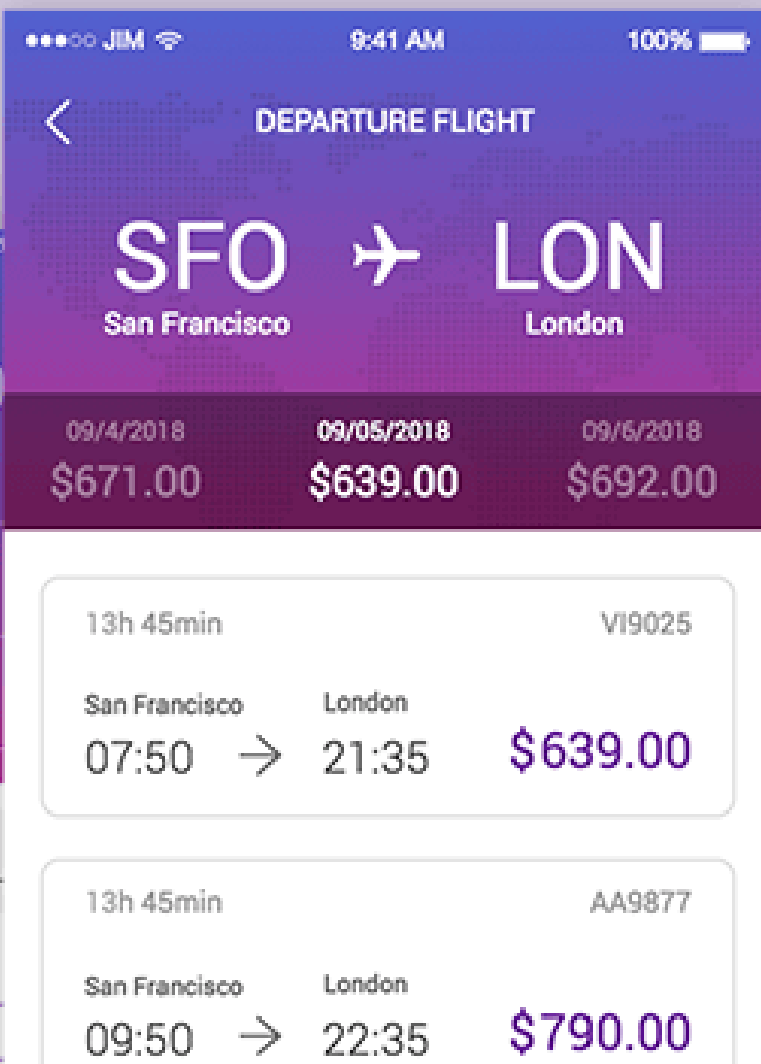 JIM 9:41 AM 100%
DEPARTURE FLIGHT
SFO LON
San Francisco London
09/4/2018 09/05/2018 09/6/2018
$671.00 $639.00 $692.00
13h 45min VI9025
San Francisco London
07:50 → 21:35 $639.00
13h 45min AA9877
San Francisco London
09:50 → 22:35 $790.00